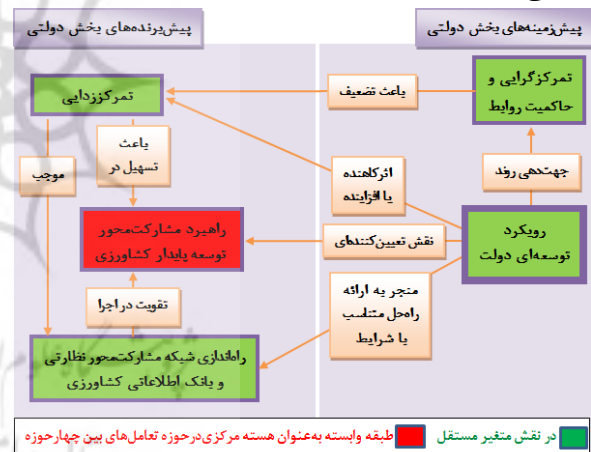 پیش‌زمینه‌های بخش دولتی
پیش‌برنده‌های بخش دولتی
تمرکزگرایی و
حاکمیت روابط
باعث تضعیف
تمرکززدایی
جهت‌دهی روند
اثرکاهنده
یا افزاینده
باعث
تسهیل در
موجب
رویکرد
توسعه‌ای دولت
نقش تعیین‌کننده‌ای
راهبرد مشارکت‌محور
توسعه پایدار کشاورزی
منجر به ارائه
راه‌حل متناسب
با شرایط
تقویت در اجرا
راه‌اندازی شبکه مشارکت‌محور نظارتی
و بانک اطلاعاتی کشاورزی
در نقش متغیر مستقل
طبقه وابسته به‌عنوان هسته مرکزی درحوزه تعامل‌های بین چهارحوزه